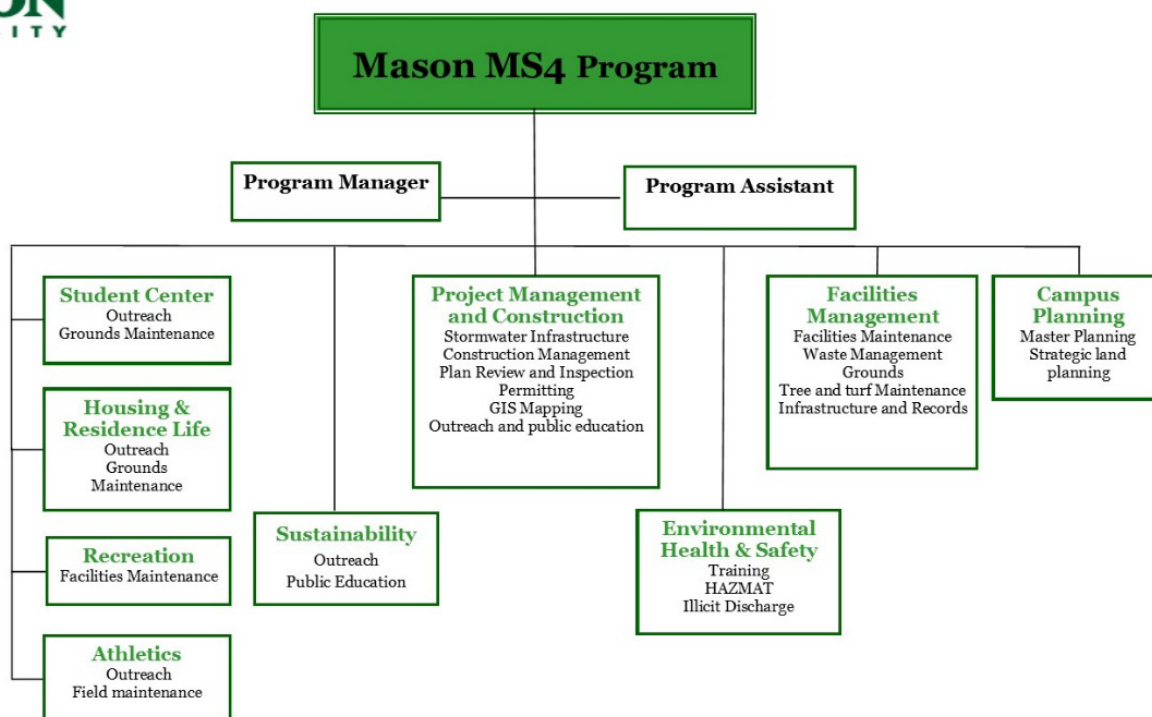 ON
ITY
Mason MS4 Program
Program Manager
Program Assistant
Student Center
Outreach
Grounds Maintenance
Housing &
Residence Life
Outreach
Grounds
Maintenance
Recreation
Facilities Maintenance
Athletics
Outreach
Field maintenance
Sustainability
Outreach
Public Education
Project Management
and Construction
Stormwater Infrastructure
Construction Management
Plan Review and Inspection
Permitting
GIS Mapping
Outreach and public education
Environmental
Health & Safety
Training
HAZMAT
Illicit Discharge
Facilities
Management
Facilities Maintenance
Waste Management
Grounds
Tree and turf Maintenance
Infrastructure and Records
Campus
Planning
Master Planning
Strategic land
planning